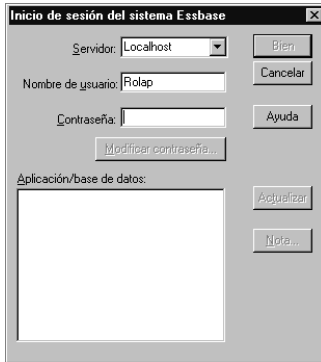 Inicio de sesión del sistema Essbase
Servidor: Localhost
Bien
Nombre de usuario: Rolap
Cancelar
Contraseña:
Ayuda
Modificar contraseña...
Aplicación/base de datos:
Actualizar
Nota...